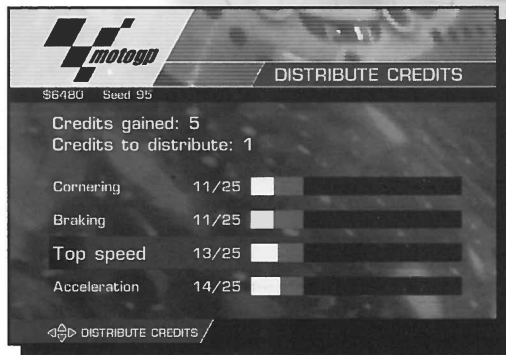 motogp
DISTRIBUTE CREDITS
$6480 Seed 95
Credits gained: 5
Credits to distribute: 1
Cornering 11/25
Braking 11/25
Top speed 13/25
Acceleration 14/25
DISTRIBUTE CREDITS